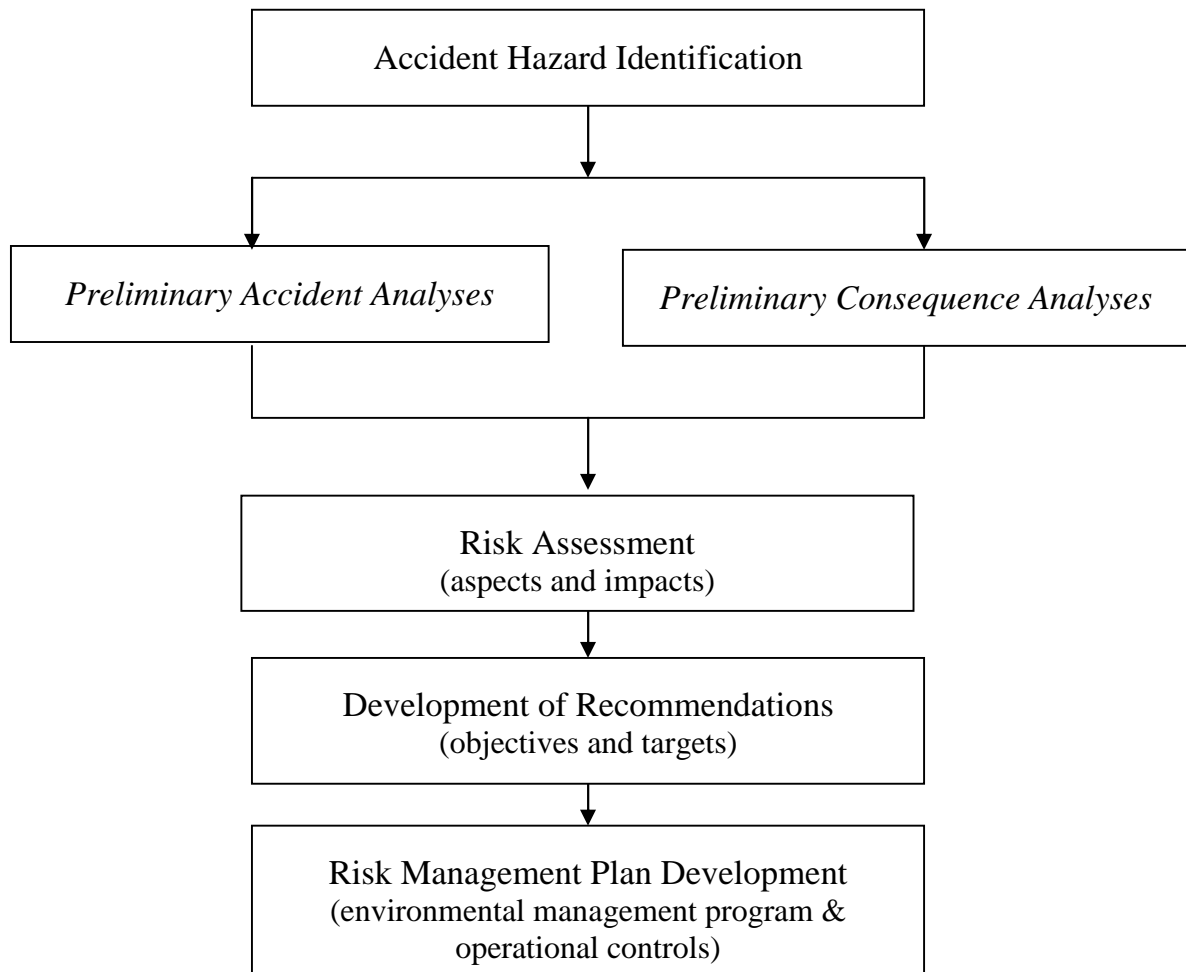 Accident Hazard Identification
Preliminary Accident Analyses
Preliminary Consequence Analyses
Risk Assessment
(aspects and impacts)
Development of Recommendations
(objectives and targets)
Risk Management Plan Development
(environmental management program &
operational controls)